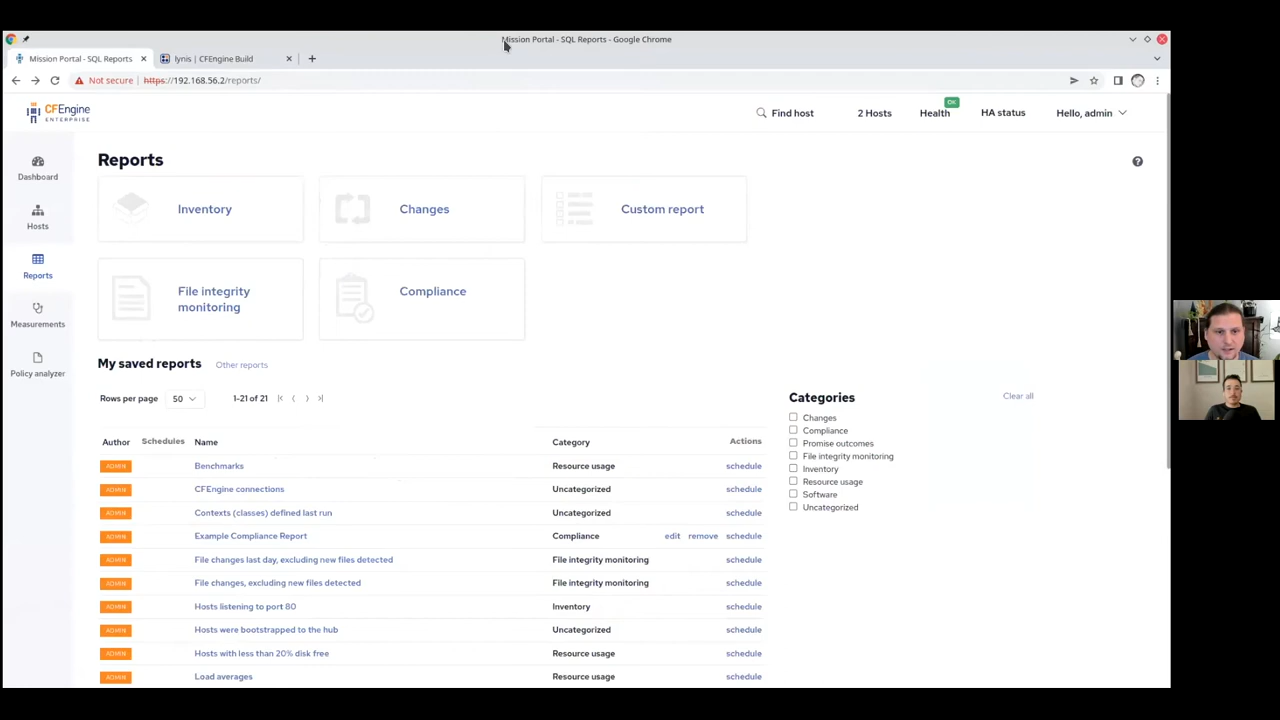 Mission Portal - SQL Reports - Google Chrome
Mission Portal - SQL Reports
lynis | CFEngine Build
Not secure https://192.168.56.2/reports/
CFEngine
ENTERPRISE
Find host
2 Hosts
Health
OK
HA status
Hello, admin
Dashboard
Hosts
Reports
Measurements
Policy analyzer
Reports
Inventory
Changes
Custom report
File integrity
monitoring
Compliance
My saved reports Other reports
Rows per page 50 1-21 of 21
Author Schedules Name Category Actions
ADMIN Benchmarks Resource usage schedule
ADMIN CFEngine connections Uncategorized schedule
ADMIN Contexts (classes) defined last run Uncategorized schedule
ADMIN Example Compliance Report Compliance edit remove schedule
ADMIN File changes last day, excluding new files detected File integrity monitoring schedule
ADMIN File changes, excluding new files detected File integrity monitoring schedule
ADMIN Hosts listening to port 80 Inventory schedule
ADMIN Hosts were bootstrapped to the hub Uncategorized schedule
ADMIN Hosts with less than 20% disk free Resource usage schedule
ADMIN Load averages Resource usage schedule
Categories Clear all
Changes
Compliance
Promise outcomes
File integrity monitoring
Inventory
Resource usage
Software
Uncategorized